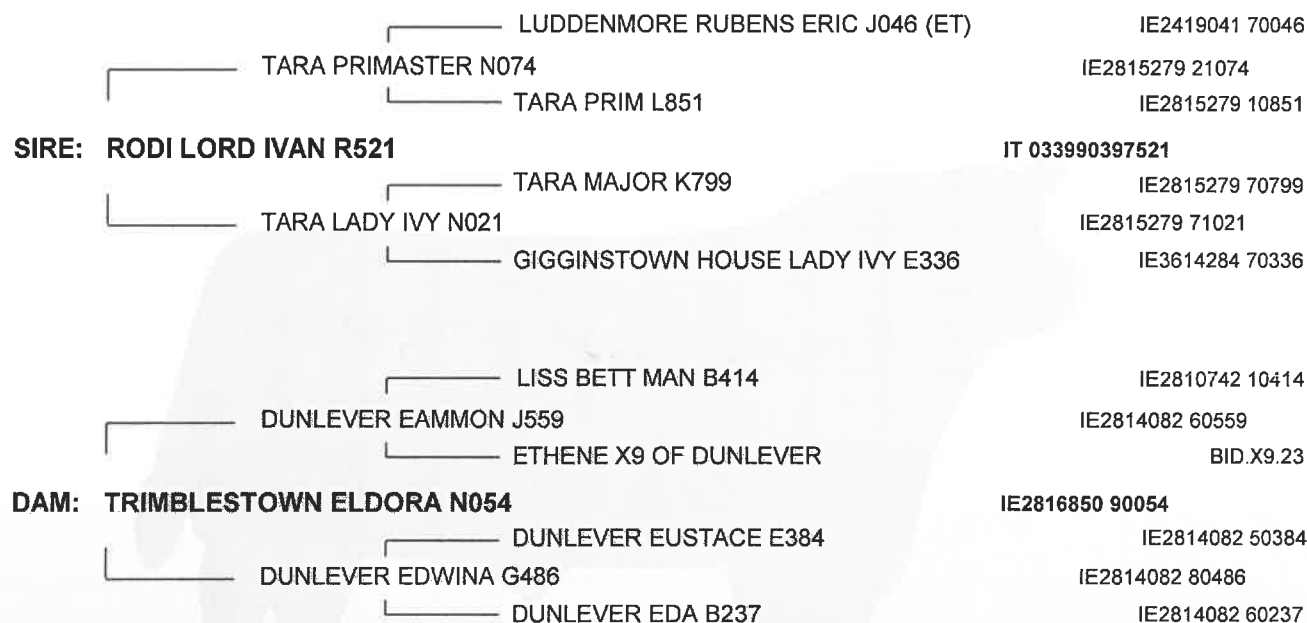 LUDDENMORE RUBENS ERIC J046 (ET) IE2419041 70046
TARA PRIMASTER N074 IE2815279 21074
TARA PRIM L851 IE2815279 10851
SIRE: RODI LORD IVAN R521 IT 033990397521
TARA MAJOR K799 IE2815279 70799
TARA LADY IVY N021 IE2815279 71021
GIGGINSTOWN HOUSE LADY IVY E336 IE3614284 70336
LISS BETT MAN B414 IE2810742 10414
DUNLEVER EAMMON J559 IE2814082 60559
ETHENE X9 OF DUNLEVER BID.X9.23
DAM: TRIMBLESTOWN ELDORA N054 IE2816850 90054
DUNLEVER EUSTACE E384 IE2814082 50384
DUNLEVER EDWINA G486 IE2814082 80486
DUNLEVER EDA B237 IE2814082 60237